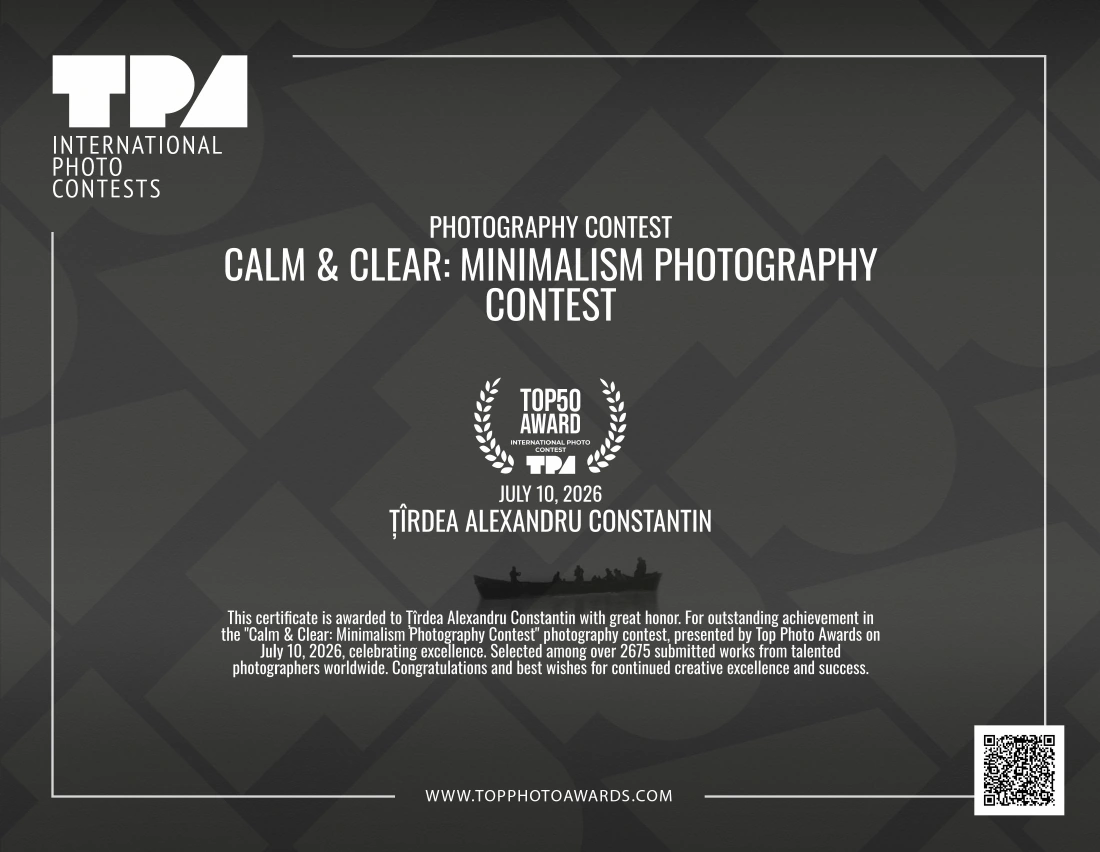 TPA
INTERNATIONAL
PHOTO
CONTESTS
PHOTOGRAPHY CONTEST
CALM & CLEAR: MINIMALISM PHOTOGRAPHY
CONTEST
TOP50
AWARD
INTERNATIONAL PHOTO
CONTEST
TPA
JULY 10, 2026
ȚÎRDEA ALEXANDRU CONSTANTIN
This certificate is awarded to Țîrdea Alexandru Constantin with great honor. For outstanding achievement in
the "Calm & Clear: Minimalism Photography Contest" photography contest, presented by Top Photo Awards on
July 10, 2026, celebrating excellence. Selected among over 2675 submitted works from talented
photographers worldwide. Congratulations and best wishes for continued creative excellence and success.
WWW.TOPPHOTOAWARDS.COM